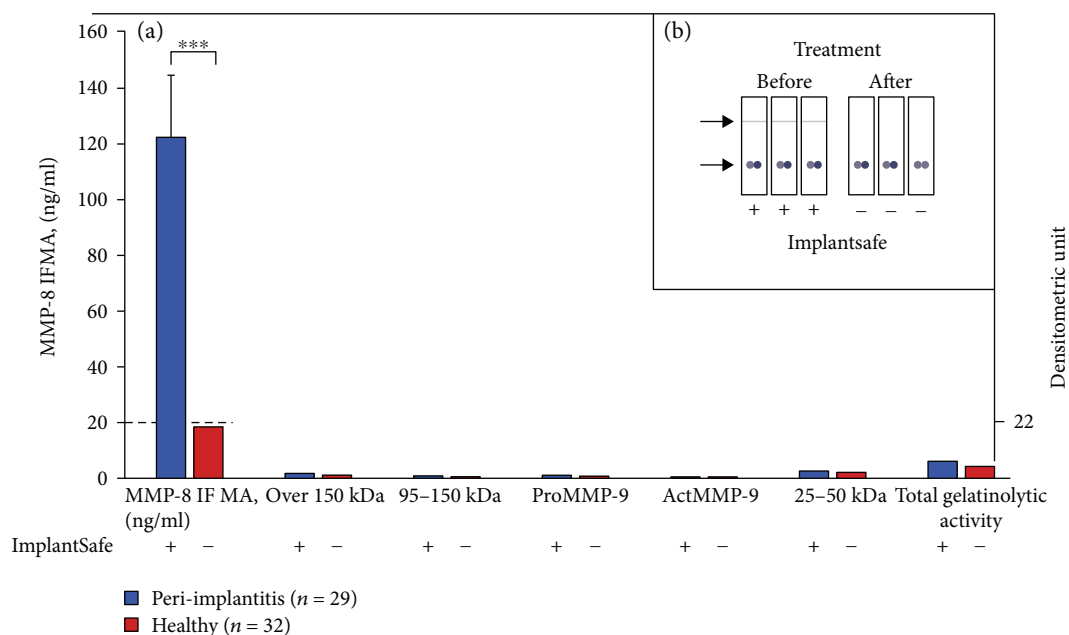 160
140
120
100
80
60
40
20
0
MMP-8 IFMA, (ng/ml)
(a)
***
(b)
Treatment
Before After
+ + + − − −
Implantsafe
Densitometric unit
22
MMP-8 IF MA, (ng/ml)
Over 150 kDa
95–150 kDa
ProMMP-9
ActMMP-9
25–50 kDa
Total gelatinolytic
activity
ImplantSafe + − + − + − + − + − + − + −
Peri-implantitis (n = 29)
Healthy (n = 32)